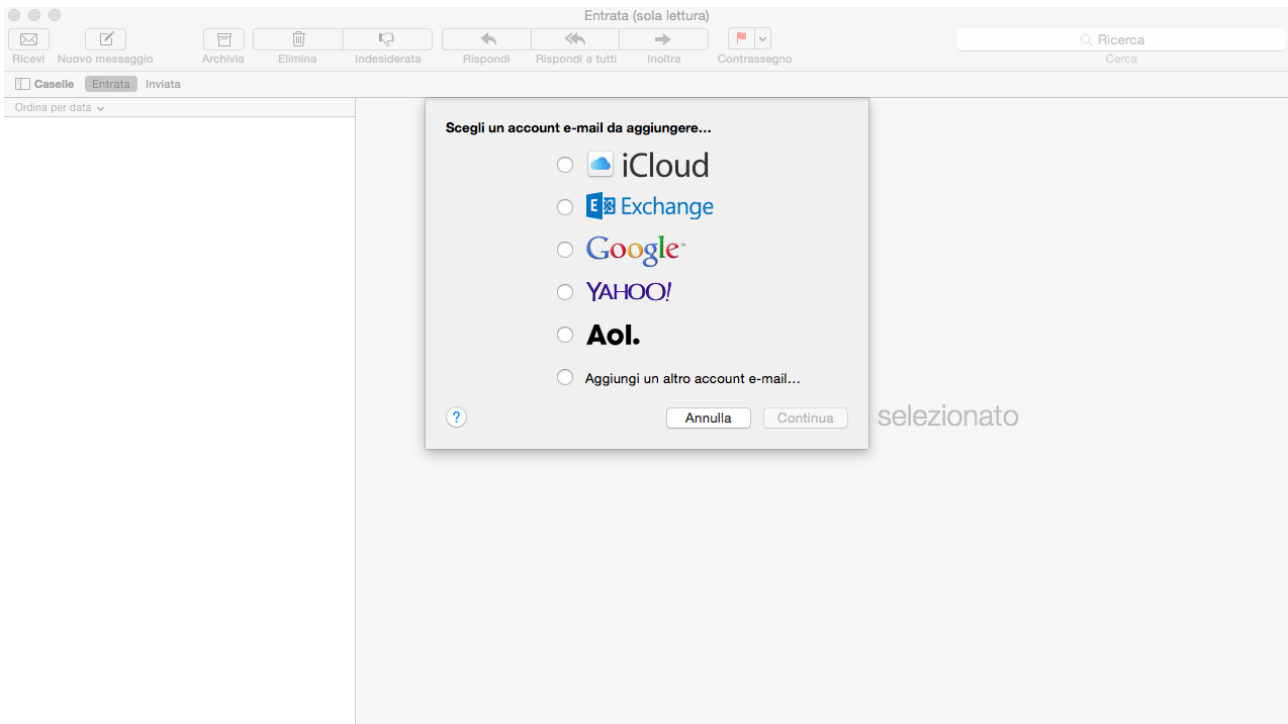 Entrata (sola lettura)
Ricevi Nuovo messaggio Archivia Elimina Indesiderata Rispondi Rispondi a tutti Inoltra Contrassegno Ricerca
Cerca
Caselle Entrata Inviata
Ordina per data
Scegli un account e-mail da aggiungere...
iCloud
E Exchange
Google™
YAHOO!
Aol.
Aggiungi un altro account e-mail...
? Annulla Continua
selezionato